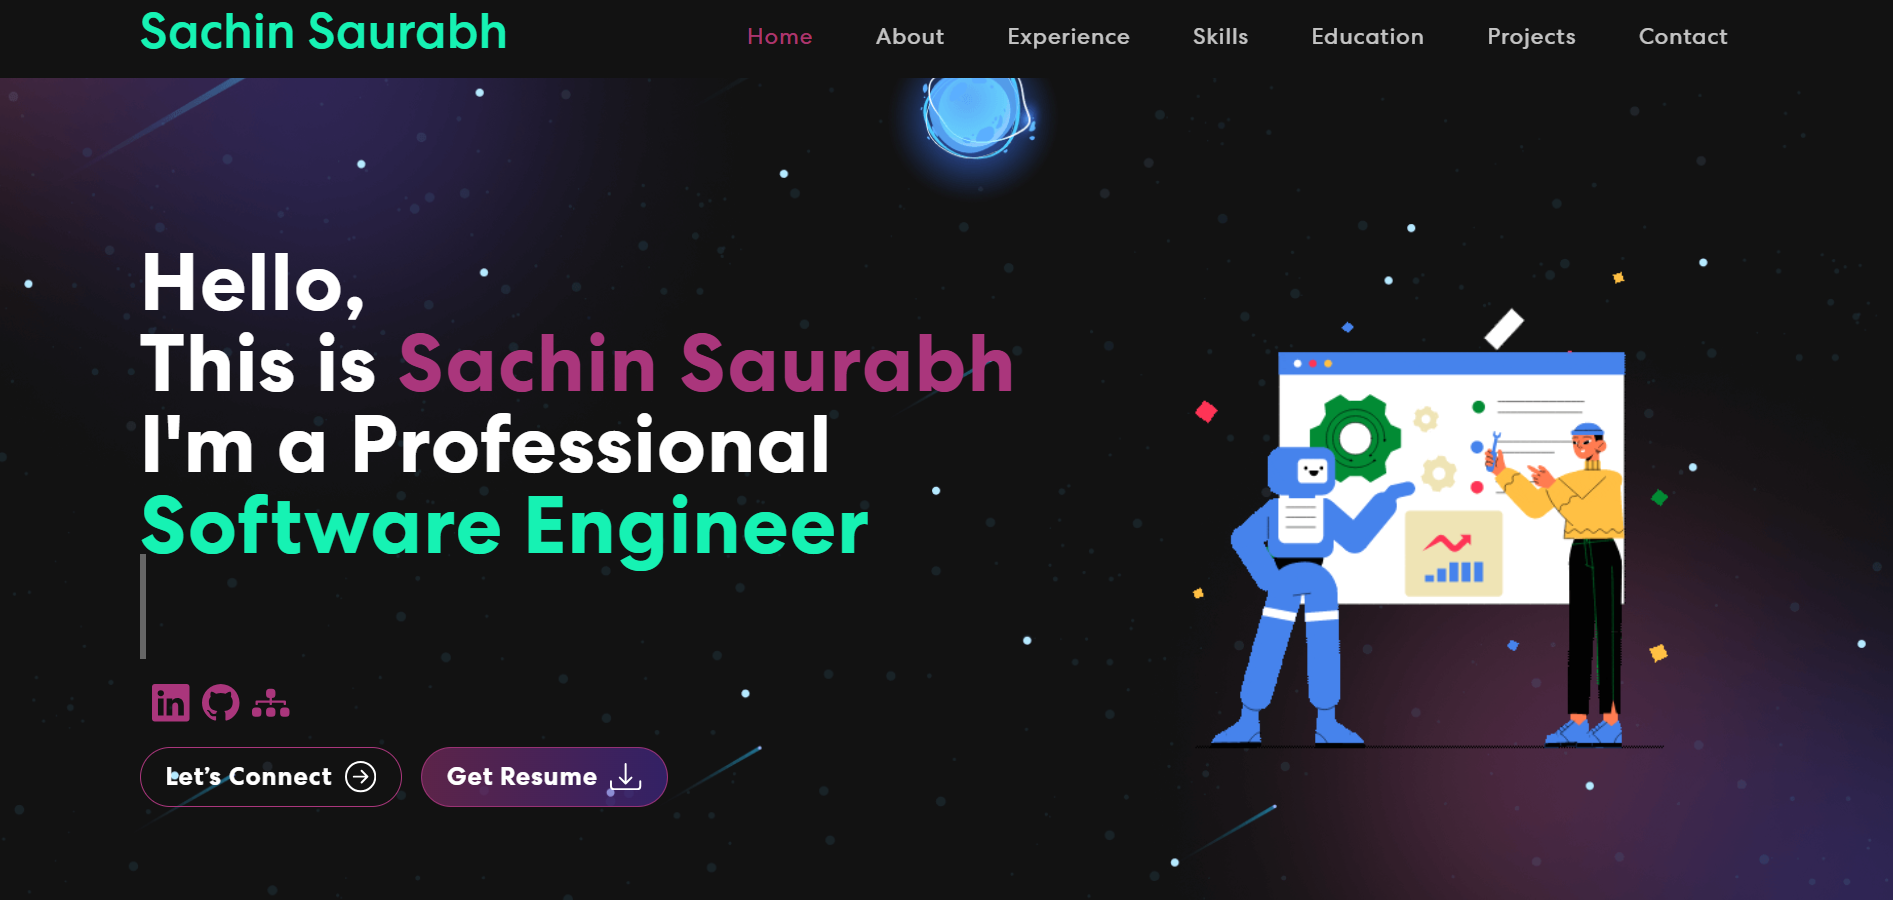 Sachin Saurabh
Home About Experience Skills Education Projects Contact
Hello,
This is Sachin Saurabh
I'm a Professional
Software Engineer
in
Let’s Connect
Get Resume